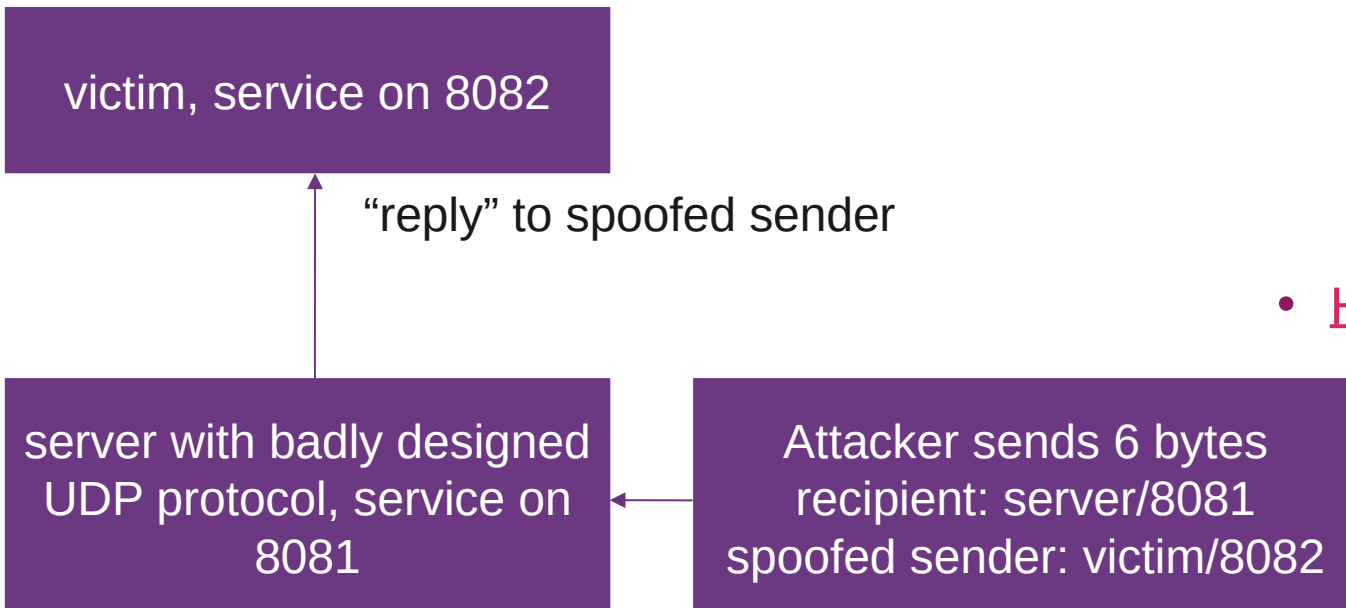 victim, service on 8082
“reply” to spoofed sender
server with badly designed
UDP protocol, service on
8081
Attacker sends 6 bytes
recipient: server/8081
spoofed sender: victim/8082